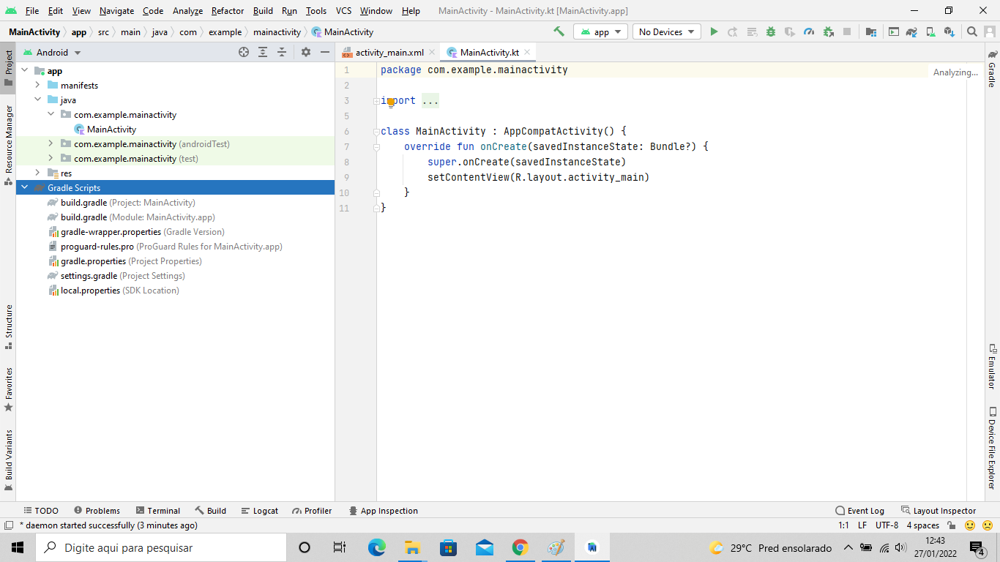 File Edit View Navigate Code Analyze Refactor Build Run Tools VCS Window Help MainActivity - MainActivity.kt [MainActivity.app]
MainActivity app src main java com example mainactivity MainActivity app No Devices
Project
Resource Manager
Structure
Favorites
Build Variants
Android
app
manifests
java
com.example.mainactivity
MainActivity
com.example.mainactivity (androidTest)
com.example.mainactivity (test)
res
Gradle Scripts
build.gradle (Project: MainActivity)
build.gradle (Module: MainActivity.app)
gradle-wrapper.properties (Gradle Version)
proguard-rules.pro (ProGuard Rules for MainActivity.app)
gradle.properties (Project Properties)
settings.gradle (Project Settings)
local.properties (SDK Location)
activity_main.xml MainActivity.kt
1 package com.example.mainactivity
Analyzing...
2
3 import ...
5
6 class MainActivity : AppCompatActivity() {
7 override fun onCreate(savedInstanceState: Bundle?) {
8 super.onCreate(savedInstanceState)
9 setContentView(R.layout.activity_main)
10 }
11 }
Gradle
Emulator
Device File Explorer
TODO Problems Terminal Build Logcat Profiler App Inspection Event Log Layout Inspector
* daemon started successfully (3 minutes ago) 1:1 LF UTF-8 4 spaces
Digite aqui para pesquisar 29°C Pred ensolarado 12:43
27/01/2022 4